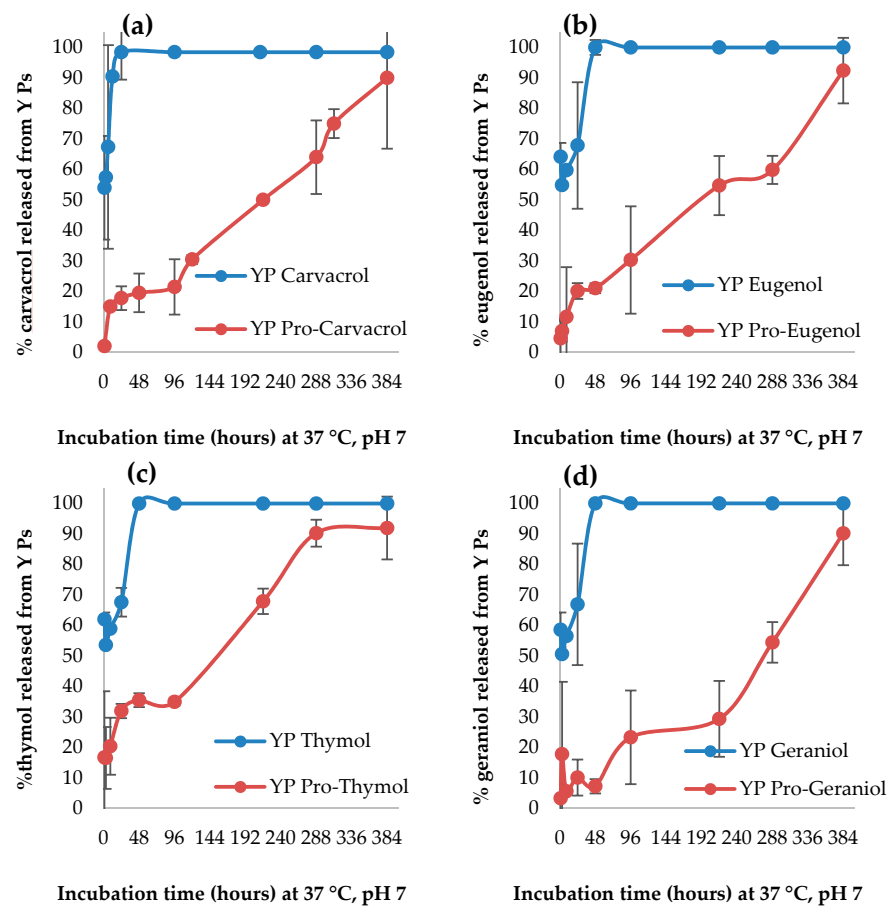 (a)
% carvacrol released from Y Ps
100
90
80
70
60
50
40
30
20
10
0
YP Carvacrol
YP Pro-Carvacrol
0 48 96 144 192 240 288 336 384
Incubation time (hours) at 37 °C, pH 7
(b)
% eugenol released from Y Ps
100
90
80
70
60
50
40
30
20
10
0
YP Eugenol
YP Pro-Eugenol
0 48 96 144 192 240 288 336 384
Incubation time (hours) at 37 °C, pH 7
(c)
%thymol released from Y Ps
100
90
80
70
60
50
40
30
20
10
0
YP Thymol
YP Pro-Thymol
0 48 96 144 192 240 288 336 384
Incubation time (hours) at 37 °C, pH 7
(d)
% geraniol released from Y Ps
100
90
80
70
60
50
40
30
20
10
0
YP Geraniol
YP Pro-Geraniol
0 48 96 144 192 240 288 336 384
Incubation time (hours) at 37 °C, pH 7